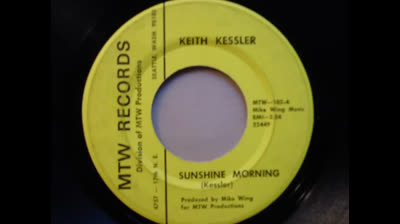 KEITH KESSLER
MTW RECORDS
Division of MTW Productions
SEATTLE, WASH. 98105
MTW-102-A
Mike Wing Music
BMI-2:58
SUNSHINE MORNING
(Kessler)
Produced by Mike Wing
for MTW Productions